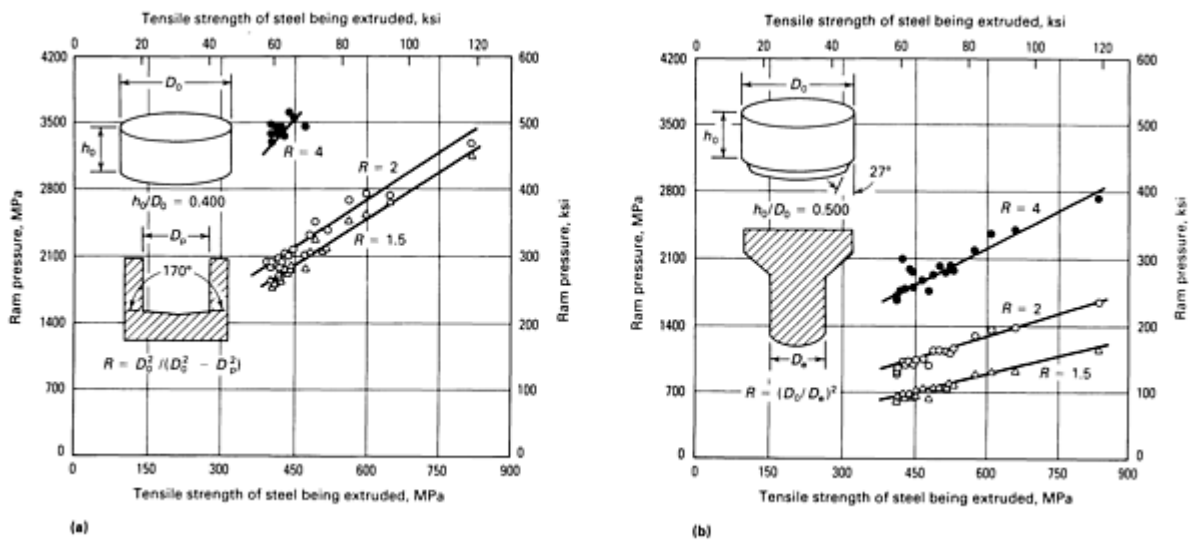 Tensile strength of steel being extruded, ksi
0 20 40 60 80 100 120
4200
3500
2800
2100
1400
700
0
Ram pressure, MPa
D₀
h₀
h₀/D₀ = 0.400
Dₚ
170°
R = D₀²/(D₀² − Dₚ²)
R = 4
R = 2
R = 1.5
600
500
400
300
200
100
0
Ram pressure, ksi
0 150 300 450 600 750 900
Tensile strength of steel being extruded, MPa
(a)
Tensile strength of steel being extruded, ksi
0 20 40 60 80 100 120
4200
3500
2800
2100
1400
700
0
Ram pressure, MPa
D₀
h₀
27°
h₀/D₀ = 0.500
Dₑ
R = (D₀/Dₑ)²
R = 4
R = 2
R = 1.5
600
500
400
300
200
100
0
Ram pressure, ksi
0 150 300 450 600 750 900
Tensile strength of steel being extruded, MPa
(b)